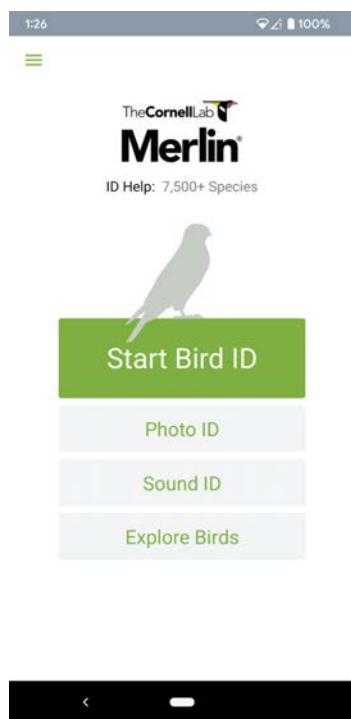 1:26 100%
TheCornellLab
Merlin®
ID Help: 7,500+ Species
Start Bird ID
Photo ID
Sound ID
Explore Birds